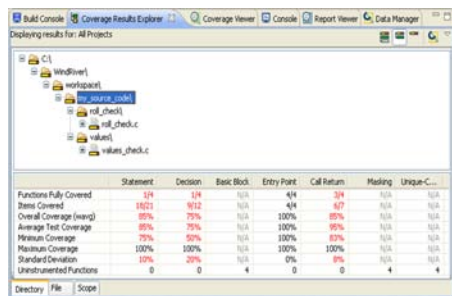 Build Console Coverage Results Explorer Coverage Viewer Console Report Viewer Data Manager
Displaying results for: All Projects
C:\
WindRiver\
workspace\
my_source_code\
roll_check\
roll_check.c
values\
values_check.c
Statement Decision Basic Block Entry Point Call Return Masking Unique-C...
Functions Fully Covered 1/4 1/4 N/A 4/4 3/4 N/A N/A
Items Covered 18/21 9/12 N/A 4/4 6/7 N/A N/A
Overall Coverage (wavg) 85% 75% N/A 100% 85% N/A N/A
Average Test Coverage 85% 75% N/A 100% 95% N/A N/A
Minimum Coverage 75% 50% N/A 100% 83% N/A N/A
Maximum Coverage 100% 100% N/A 100% 100% N/A N/A
Standard Deviation 10% 20% N/A 0% 8% N/A N/A
Uninstrumented Functions 0 0 4 0 0 4 4
Directory File Scope